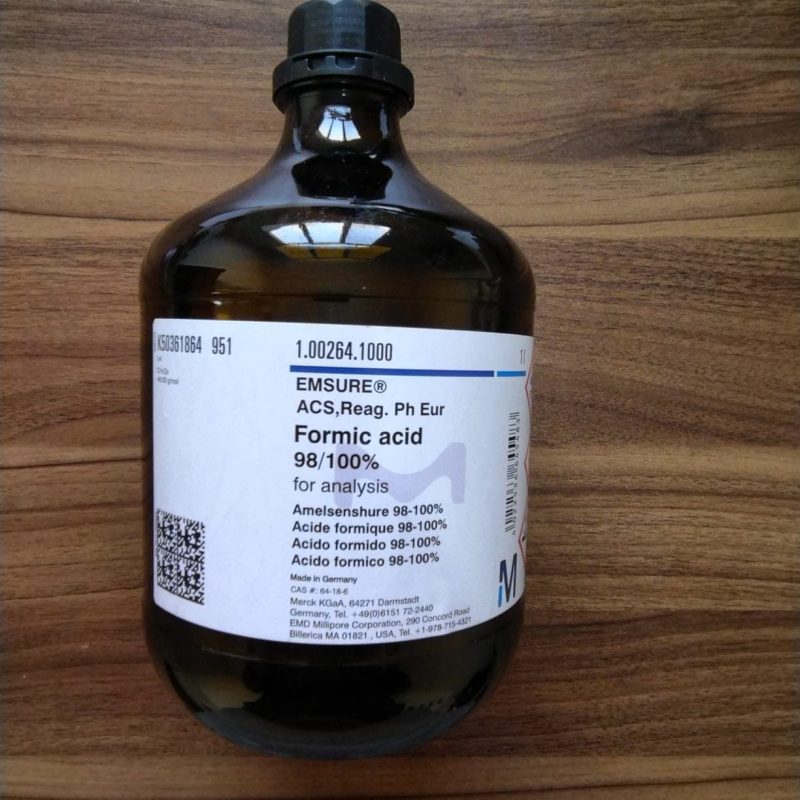 K50361864 951
1.00264.1000
1 l
EMSURE®
ACS,Reag. Ph Eur
Formic acid
98/100%
for analysis
Amelsenshure 98-100%
Acide formique 98-100%
Acido formido 98-100%
Acido formico 98-100%
Made in Germany
CAS #: 64-18-6
Merck KGaA, 64271 Darmstadt
Germany, Tel. +49(0)6151 72-2440
EMD Millipore Corporation, 290 Concord Road
Billerica MA 01821 , USA, Tel. +1-978-715-4321
M